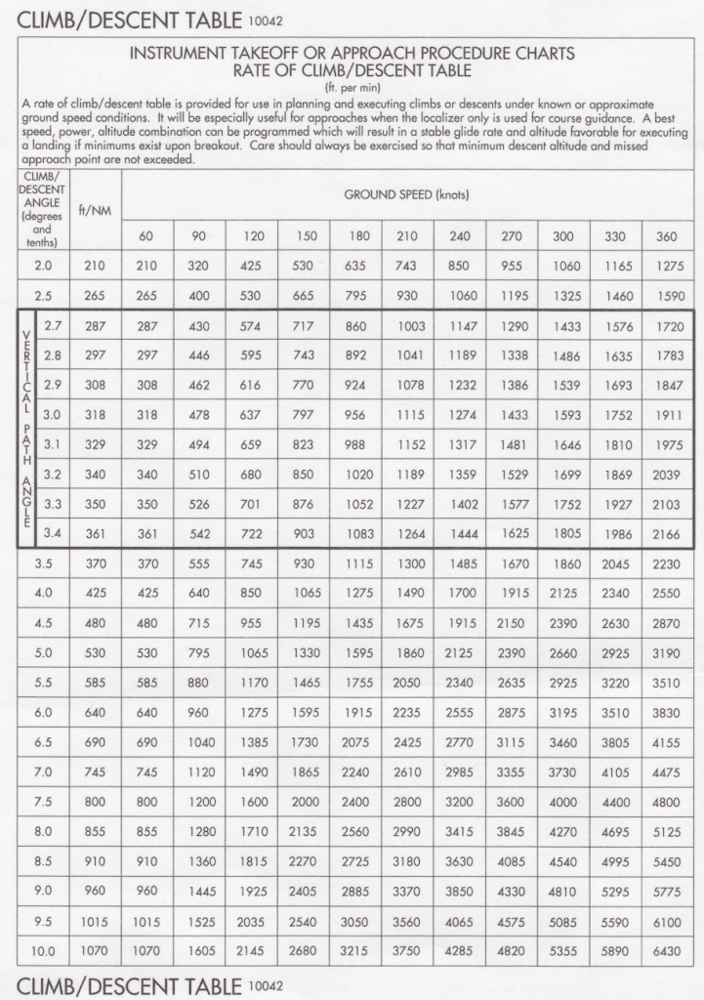 CLIMB/DESCENT TABLE 10042
INSTRUMENT TAKEOFF OR APPROACH PROCEDURE CHARTS
RATE OF CLIMB/DESCENT TABLE
(ft. per min)
A rate of climb/descent table is provided for use in planning and executing climbs or descents under known or approximate
ground speed conditions. It will be especially useful for approaches when the localizer only is used for course guidance. A best
speed, power, altitude combination can be programmed which will result in a stable glide rate and altitude favorable for executing
a landing if minimums exist upon breakout. Care should always be exercised so that minimum descent altitude and missed
approach point are not exceeded.
CLIMB/
DESCENT
ANGLE
(degrees
and
tenths)
ft/NM
GROUND SPEED (knots)
60 90 120 150 180 210 240 270 300 330 360
2.0 210 210 320 425 530 635 743 850 955 1060 1165 1275
2.5 265 265 400 530 665 795 930 1060 1195 1325 1460 1590
VERTICAL PATH ANGLE
2.7 287 287 430 574 717 860 1003 1147 1290 1433 1576 1720
2.8 297 297 446 595 743 892 1041 1189 1338 1486 1635 1783
2.9 308 308 462 616 770 924 1078 1232 1386 1539 1693 1847
3.0 318 318 478 637 797 956 1115 1274 1433 1593 1752 1911
3.1 329 329 494 659 823 988 1152 1317 1481 1646 1810 1975
3.2 340 340 510 680 850 1020 1189 1359 1529 1699 1869 2039
3.3 350 350 526 701 876 1052 1227 1402 1577 1752 1927 2103
3.4 361 361 542 722 903 1083 1264 1444 1625 1805 1986 2166
3.5 370 370 555 745 930 1115 1300 1485 1670 1860 2045 2230
4.0 425 425 640 850 1065 1275 1490 1700 1915 2125 2340 2550
4.5 480 480 715 955 1195 1435 1675 1915 2150 2390 2630 2870
5.0 530 530 795 1065 1330 1595 1860 2125 2390 2660 2925 3190
5.5 585 585 880 1170 1465 1755 2050 2340 2635 2925 3220 3510
6.0 640 640 960 1275 1595 1915 2235 2555 2875 3195 3510 3830
6.5 690 690 1040 1385 1730 2075 2425 2770 3115 3460 3805 4155
7.0 745 745 1120 1490 1865 2240 2610 2985 3355 3730 4105 4475
7.5 800 800 1200 1600 2000 2400 2800 3200 3600 4000 4400 4800
8.0 855 855 1280 1710 2135 2560 2990 3415 3845 4270 4695 5125
8.5 910 910 1360 1815 2270 2725 3180 3630 4085 4540 4995 5450
9.0 960 960 1445 1925 2405 2885 3370 3850 4330 4810 5295 5775
9.5 1015 1015 1525 2035 2540 3050 3560 4065 4575 5085 5590 6100
10.0 1070 1070 1605 2145 2680 3215 3750 4285 4820 5355 5890 6430
CLIMB/DESCENT TABLE 10042